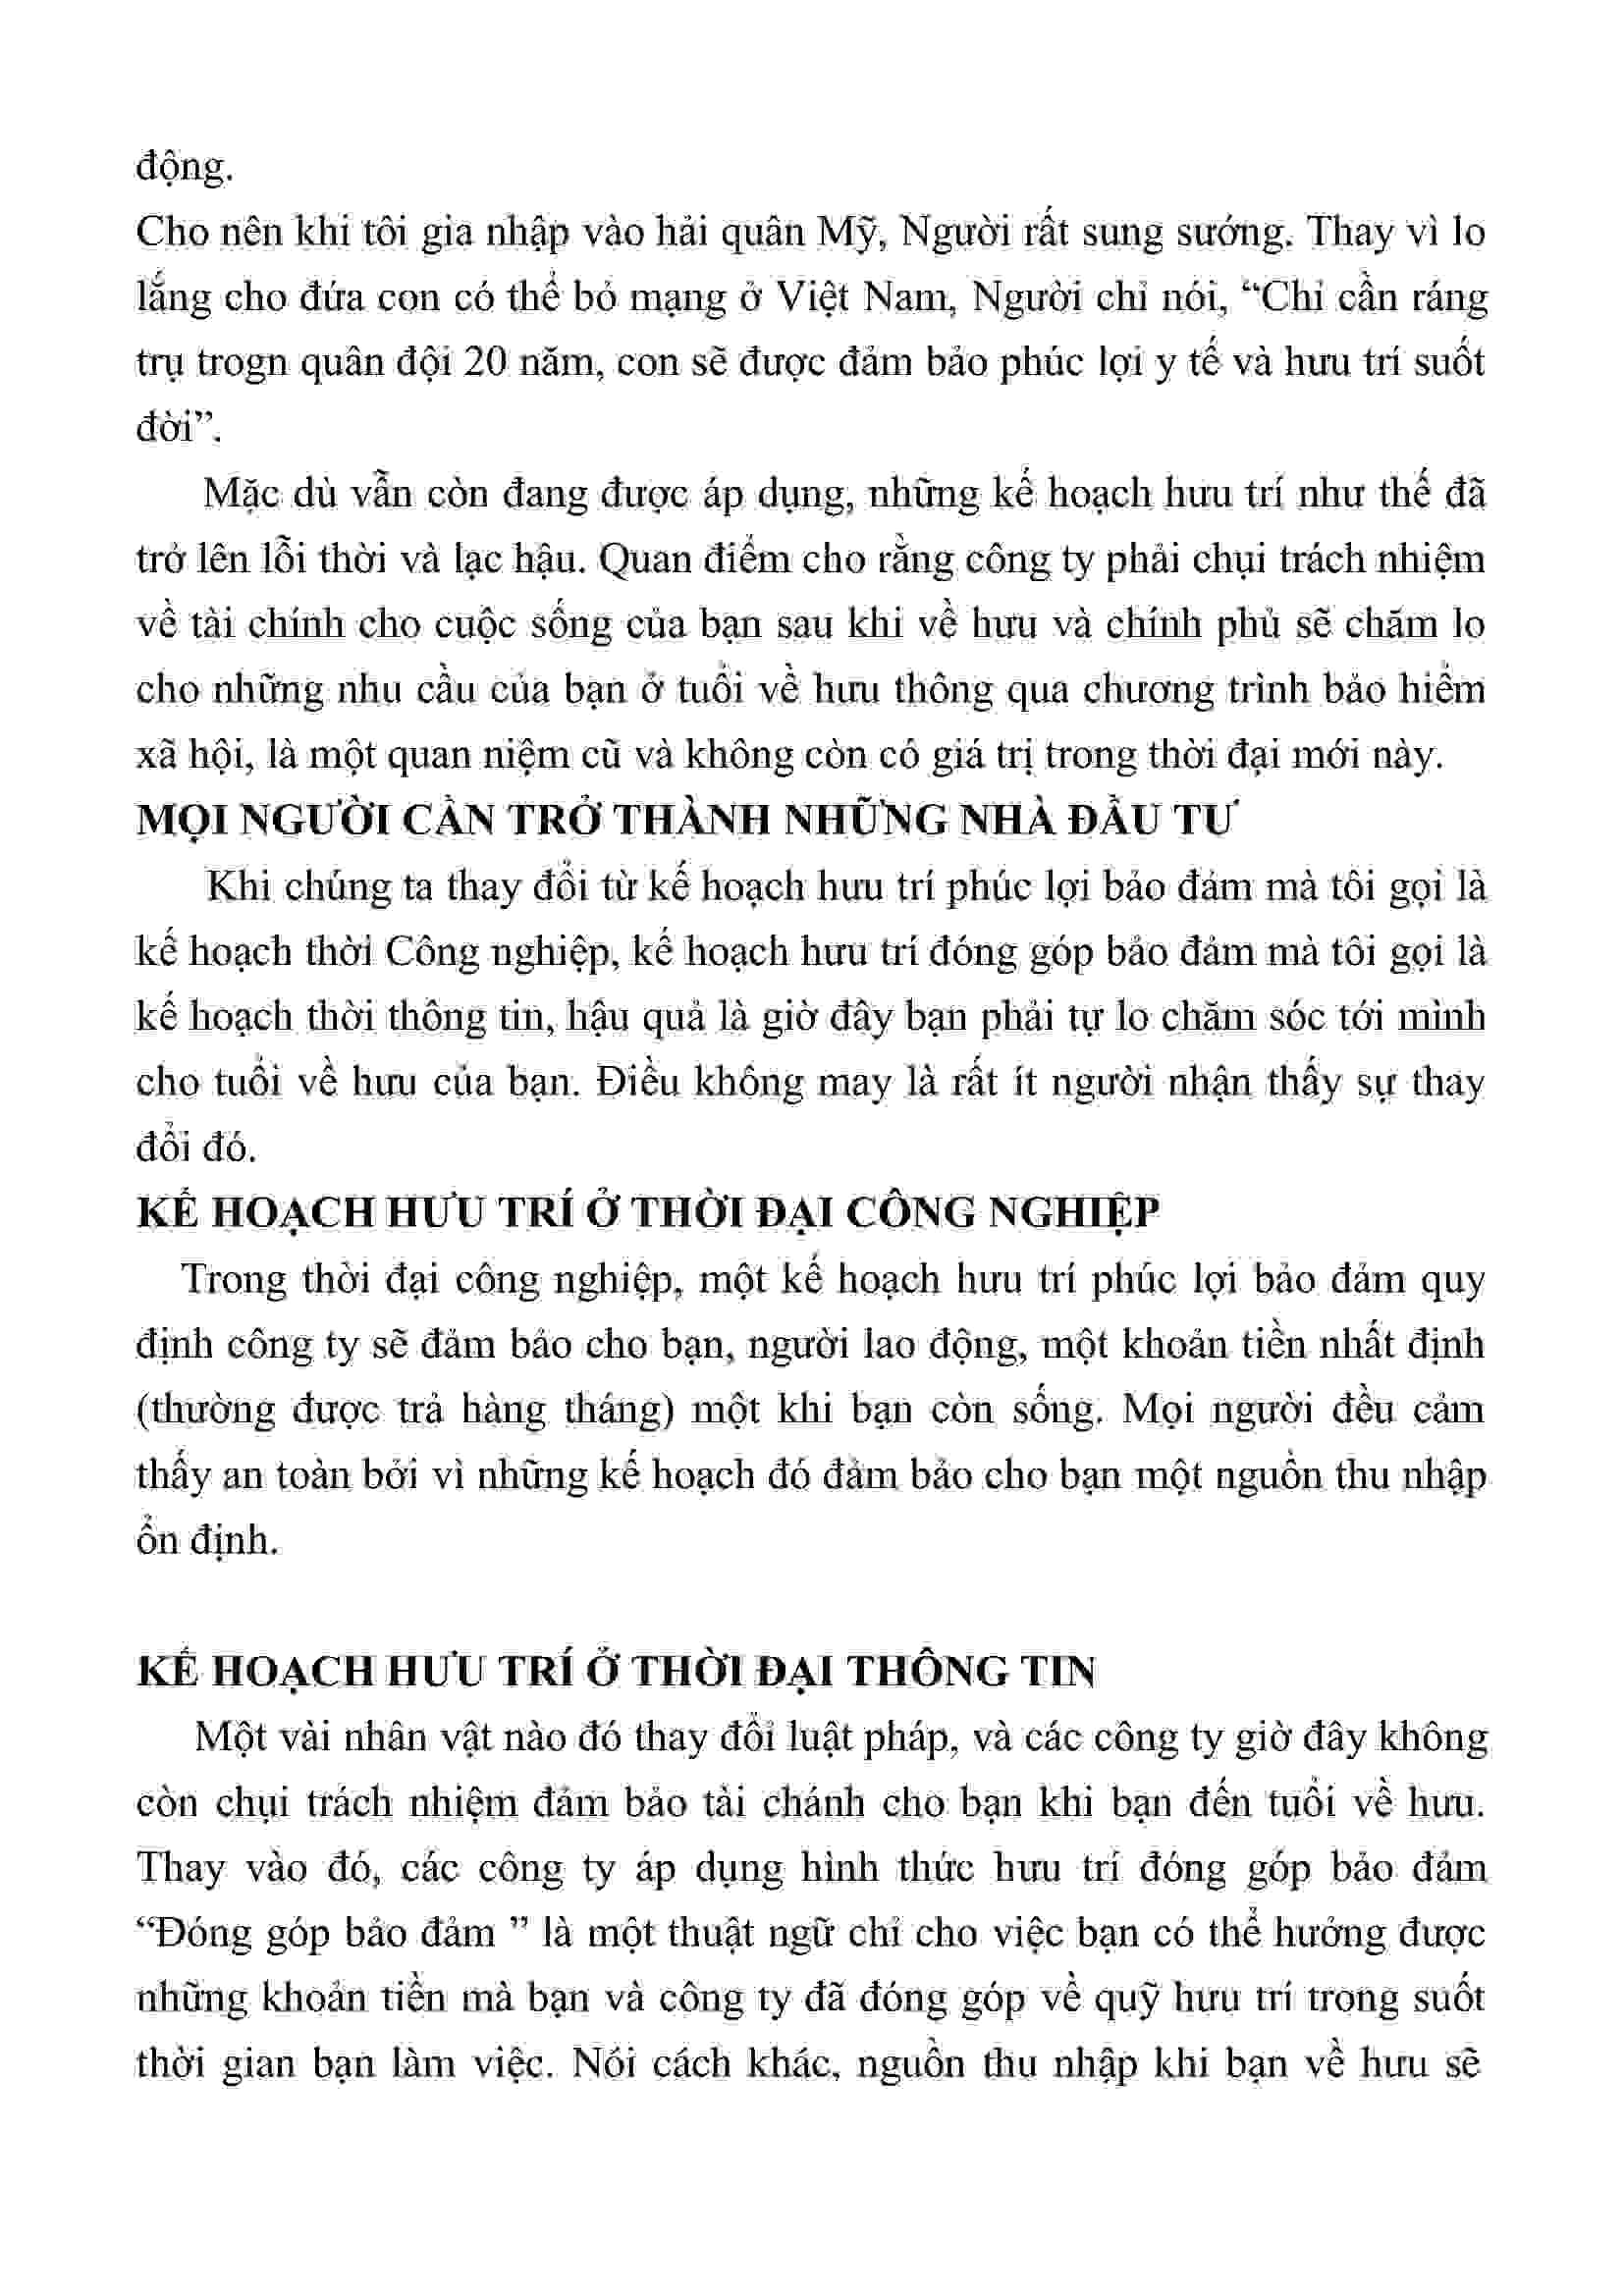 động.
Cho nên khi tôi gia nhập vào hải quân Mỹ, Người rất sung sướng. Thay vì lo
lắng cho đứa con có thể bỏ mạng ở Việt Nam, Người chỉ nói, “Chỉ cần ráng
trụ trogn quân đội 20 năm, con sẽ được đảm bảo phúc lợi y tế và hưu trí suốt
đời”.
Mặc dù vẫn còn đang được áp dụng, những kế hoạch hưu trí như thế đã
trở lên lỗi thời và lạc hậu. Quan điểm cho rằng công ty phải chụi trách nhiệm
về tài chính cho cuộc sống của bạn sau khi về hưu và chính phủ sẽ chăm lo
cho những nhu cầu của bạn ở tuổi về hưu thông qua chương trình bảo hiểm
xã hội, là một quan niệm cũ và không còn có giá trị trong thời đại mới này.
MỌI NGƯỜI CẦN TRỞ THÀNH NHỮNG NHÀ ĐẦU TƯ
Khi chúng ta thay đổi từ kế hoạch hưu trí phúc lợi bảo đảm mà tôi gọi là
kế hoạch thời Công nghiệp, kế hoạch hưu trí đóng góp bảo đảm mà tôi gọi là
kế hoạch thời thông tin, hậu quả là giờ đây bạn phải tự lo chăm sóc tới mình
cho tuổi về hưu của bạn. Điều không may là rất ít người nhận thấy sự thay
đổi đó.
KẾ HOẠCH HƯU TRÍ Ở THỜI ĐẠI CÔNG NGHIỆP
Trong thời đại công nghiệp, một kế hoạch hưu trí phúc lợi bảo đảm quy
định công ty sẽ đảm bảo cho bạn, người lao động, một khoản tiền nhất định
(thường được trả hàng tháng) một khi bạn còn sống. Mọi người đều cảm
thấy an toàn bởi vì những kế hoạch đó đảm bảo cho bạn một nguồn thu nhập
ổn định.
KẾ HOẠCH HƯU TRÍ Ở THỜI ĐẠI THÔNG TIN
Một vài nhân vật nào đó thay đổi luật pháp, và các công ty giờ đây không
còn chụi trách nhiệm đảm bảo tài chánh cho bạn khi bạn đến tuổi về hưu.
Thay vào đó, các công ty áp dụng hình thức hưu trí đóng góp bảo đảm
“Đóng góp bảo đảm ” là một thuật ngữ chỉ cho việc bạn có thể hưởng được
những khoản tiền mà bạn và công ty đã đóng góp về quỹ hưu trí trong suốt
thời gian bạn làm việc. Nói cách khác, nguồn thu nhập khi bạn về hưu sẽ